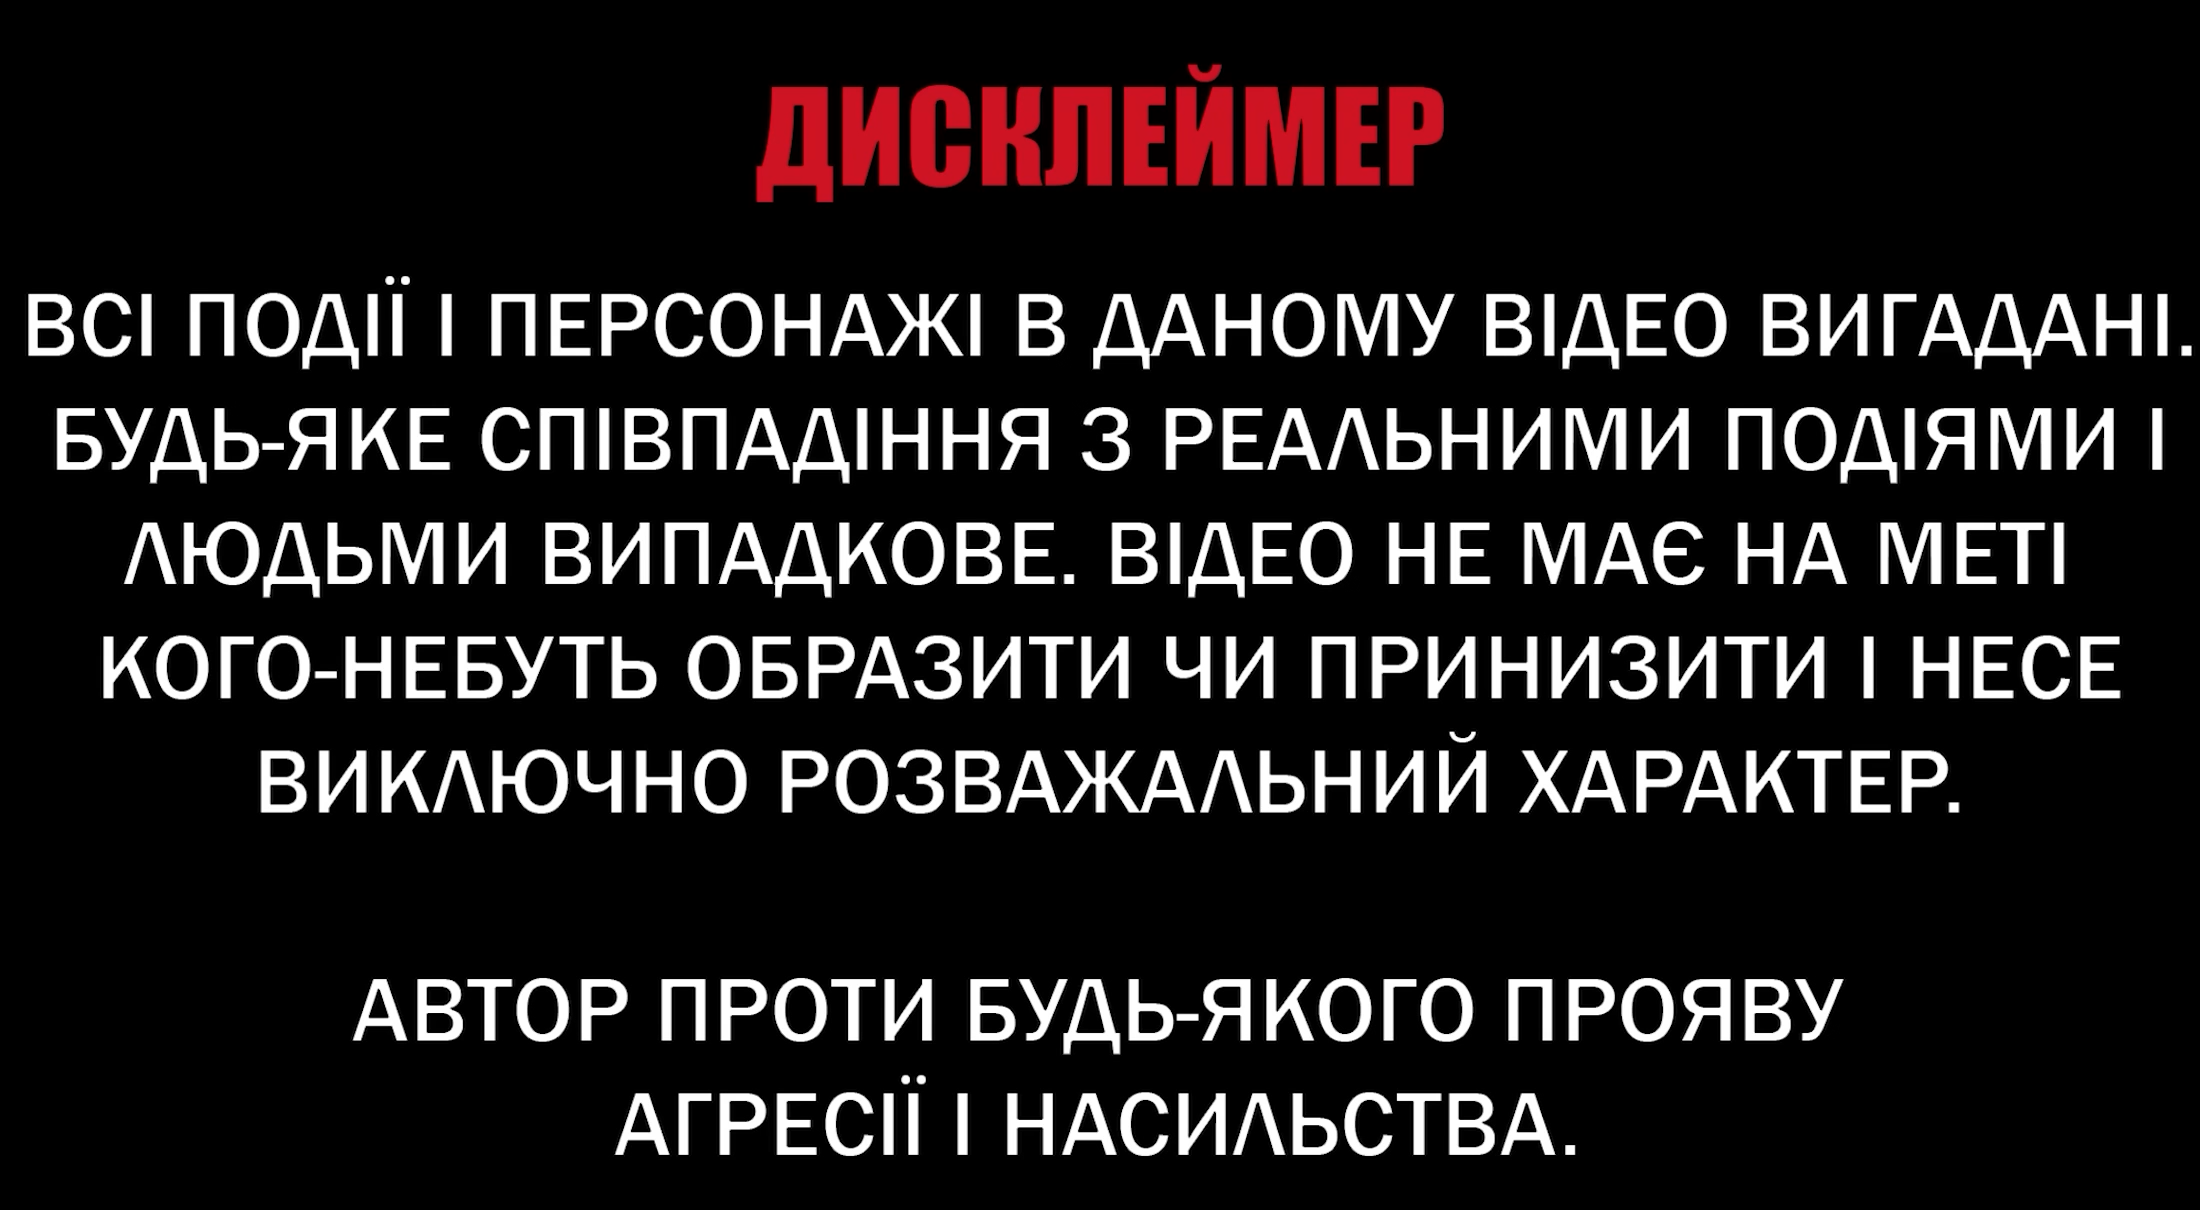 ДИСКЛЕЙМЕР
ВСІ ПОДІЇ І ПЕРСОНАЖІ В ДАНОМУ ВІДЕО ВИГАДАНІ.
БУДЬ-ЯКЕ СПІВПАДІННЯ З РЕАЛЬНИМИ ПОДІЯМИ І
ЛЮДЬМИ ВИПАДКОВЕ. ВІДЕО НЕ МАЄ НА МЕТІ
КОГО-НЕБУТЬ ОБРАЗИТИ ЧИ ПРИНИЗИТИ І НЕСЕ
ВИКЛЮЧНО РОЗВАЖАЛЬНИЙ ХАРАКТЕР.
АВТОР ПРОТИ БУДЬ-ЯКОГО ПРОЯВУ
АГРЕСІЇ І НАСИЛЬСТВА.